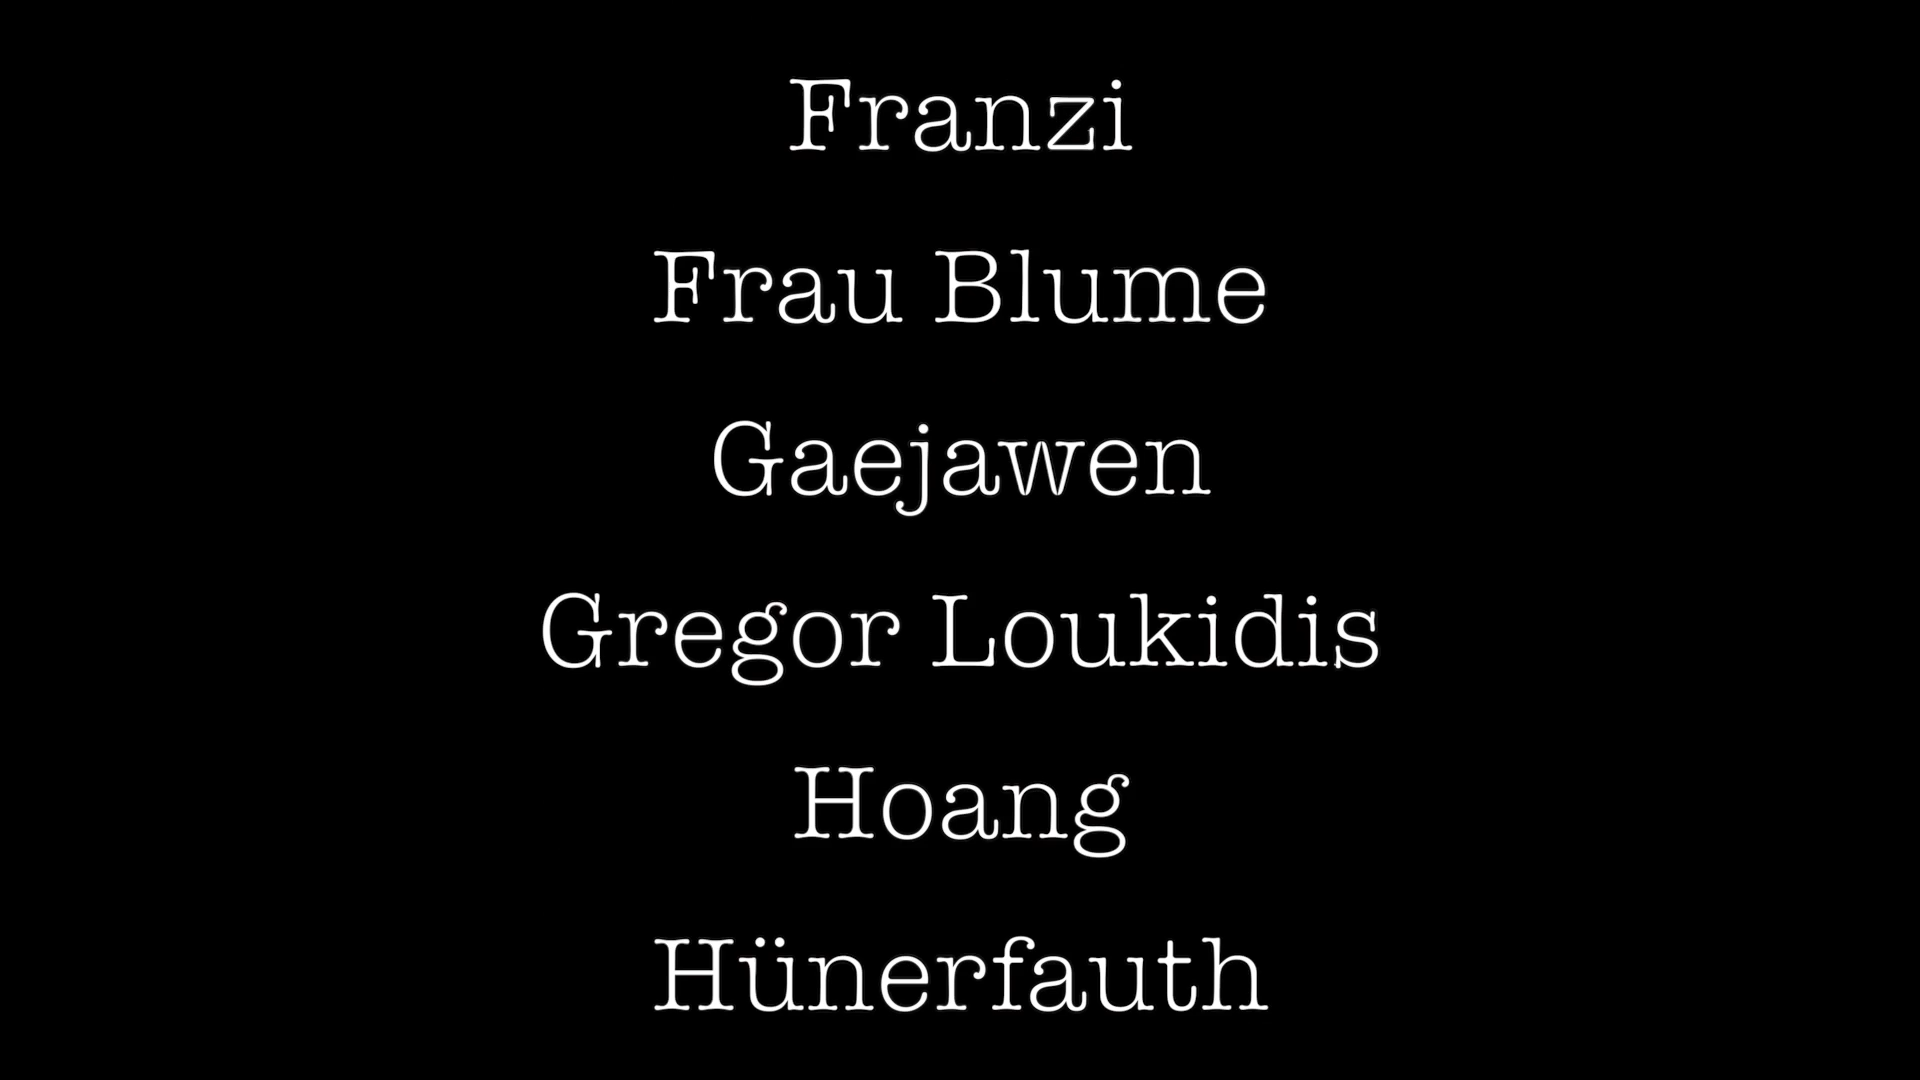 Franzi
Frau Blume
Gaejawen
Gregor Loukidis
Hoang
Hünerfauth